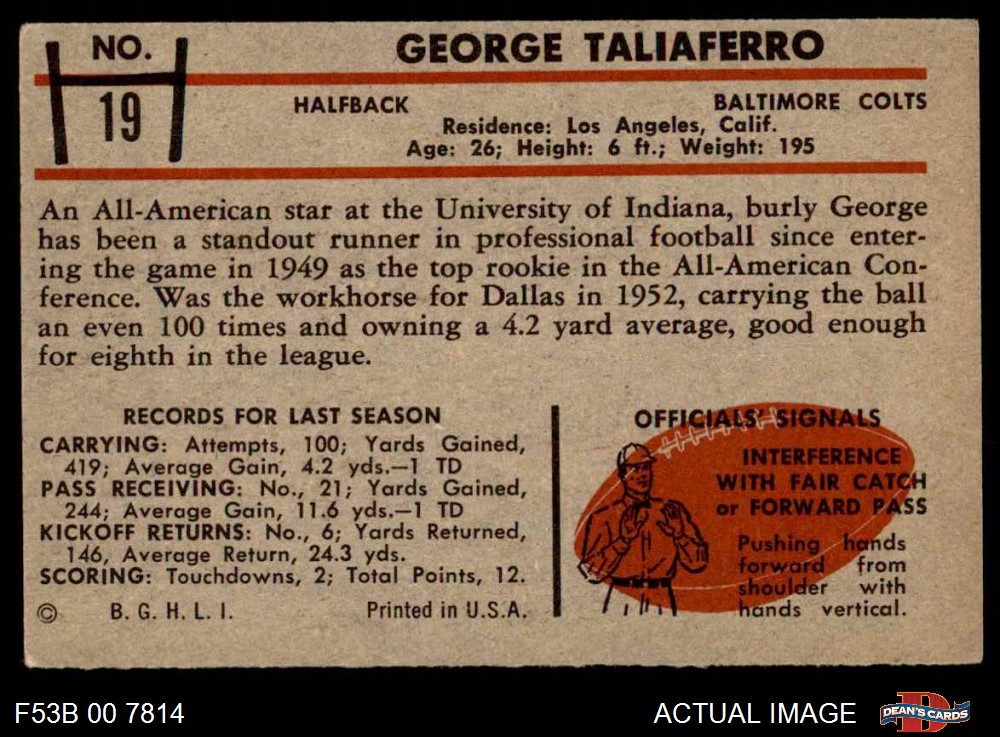 NO.
19
GEORGE TALIAFERRO
HALFBACK BALTIMORE COLTS
Residence: Los Angeles, Calif.
Age: 26; Height: 6 ft.; Weight: 195
An All-American star at the University of Indiana, burly George
has been a standout runner in professional football since enter-
ing the game in 1949 as the top rookie in the All-American Con-
ference. Was the workhorse for Dallas in 1952, carrying the ball
an even 100 times and owning a 4.2 yard average, good enough
for eighth in the league.
RECORDS FOR LAST SEASON
CARRYING: Attempts, 100; Yards Gained,
419; Average Gain, 4.2 yds.—1 TD
PASS RECEIVING: No., 21; Yards Gained,
244; Average Gain, 11.6 yds.—1 TD
KICKOFF RETURNS: No., 6; Yards Returned,
146, Average Return, 24.3 yds.
SCORING: Touchdowns, 2; Total Points, 12.
© B. G. H. L. I. Printed in U.S.A.
OFFICIALS' SIGNALS
INTERFERENCE
WITH FAIR CATCH
or FORWARD PASS
Pushing hands
forward from
shoulder with
hands vertical.
F53B 00 7814
ACTUAL IMAGE
D
DEAN'S CARDS